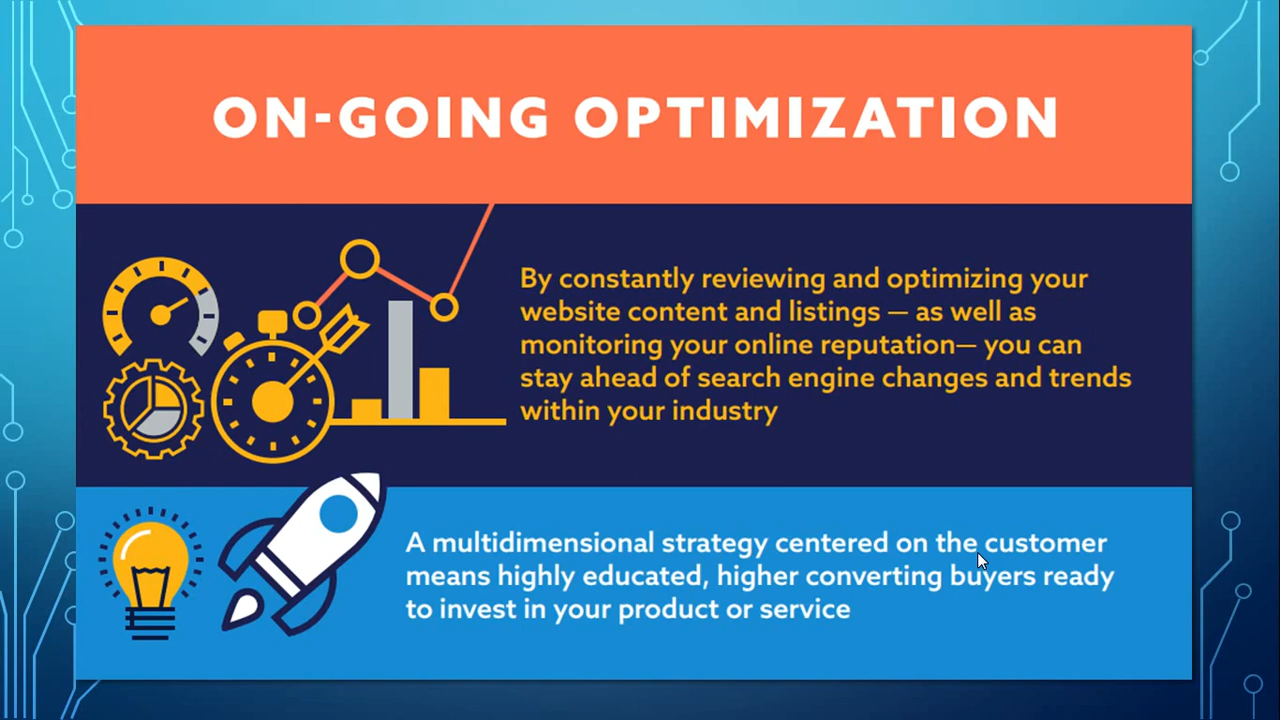 ON-GOING OPTIMIZATION
By constantly reviewing and optimizing your
website content and listings — as well as
monitoring your online reputation— you can
stay ahead of search engine changes and trends
within your industry
A multidimensional strategy centered on the customer
means highly educated, higher converting buyers ready
to invest in your product or service